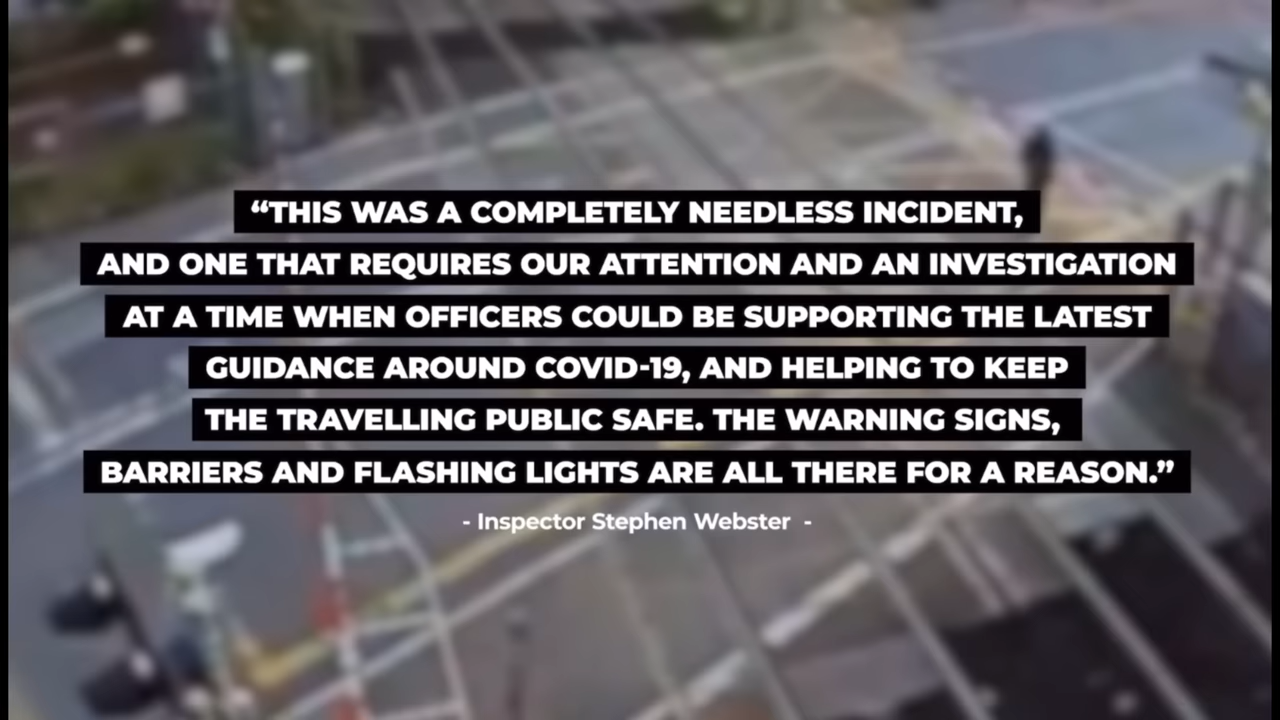 “THIS WAS A COMPLETELY NEEDLESS INCIDENT,
AND ONE THAT REQUIRES OUR ATTENTION AND AN INVESTIGATION
AT A TIME WHEN OFFICERS COULD BE SUPPORTING THE LATEST
GUIDANCE AROUND COVID-19, AND HELPING TO KEEP
THE TRAVELLING PUBLIC SAFE. THE WARNING SIGNS,
BARRIERS AND FLASHING LIGHTS ARE ALL THERE FOR A REASON.”
- Inspector Stephen Webster -